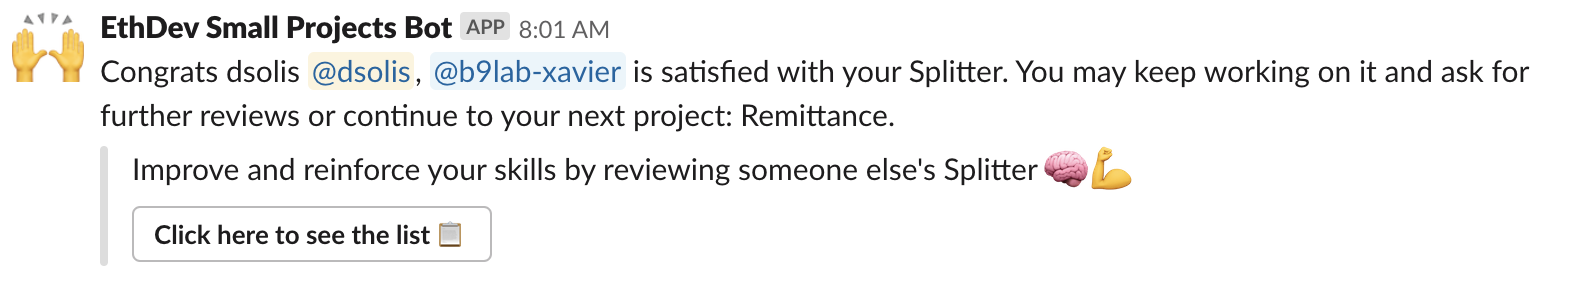 EthDev Small Projects Bot APP 8:01 AM
Congrats dsolis @dsolis, @b9lab-xavier is satisfied with your Splitter. You may keep working on it and ask for
further reviews or continue to your next project: Remittance.
Improve and reinforce your skills by reviewing someone else's Splitter 🧠💪
Click here to see the list 📋